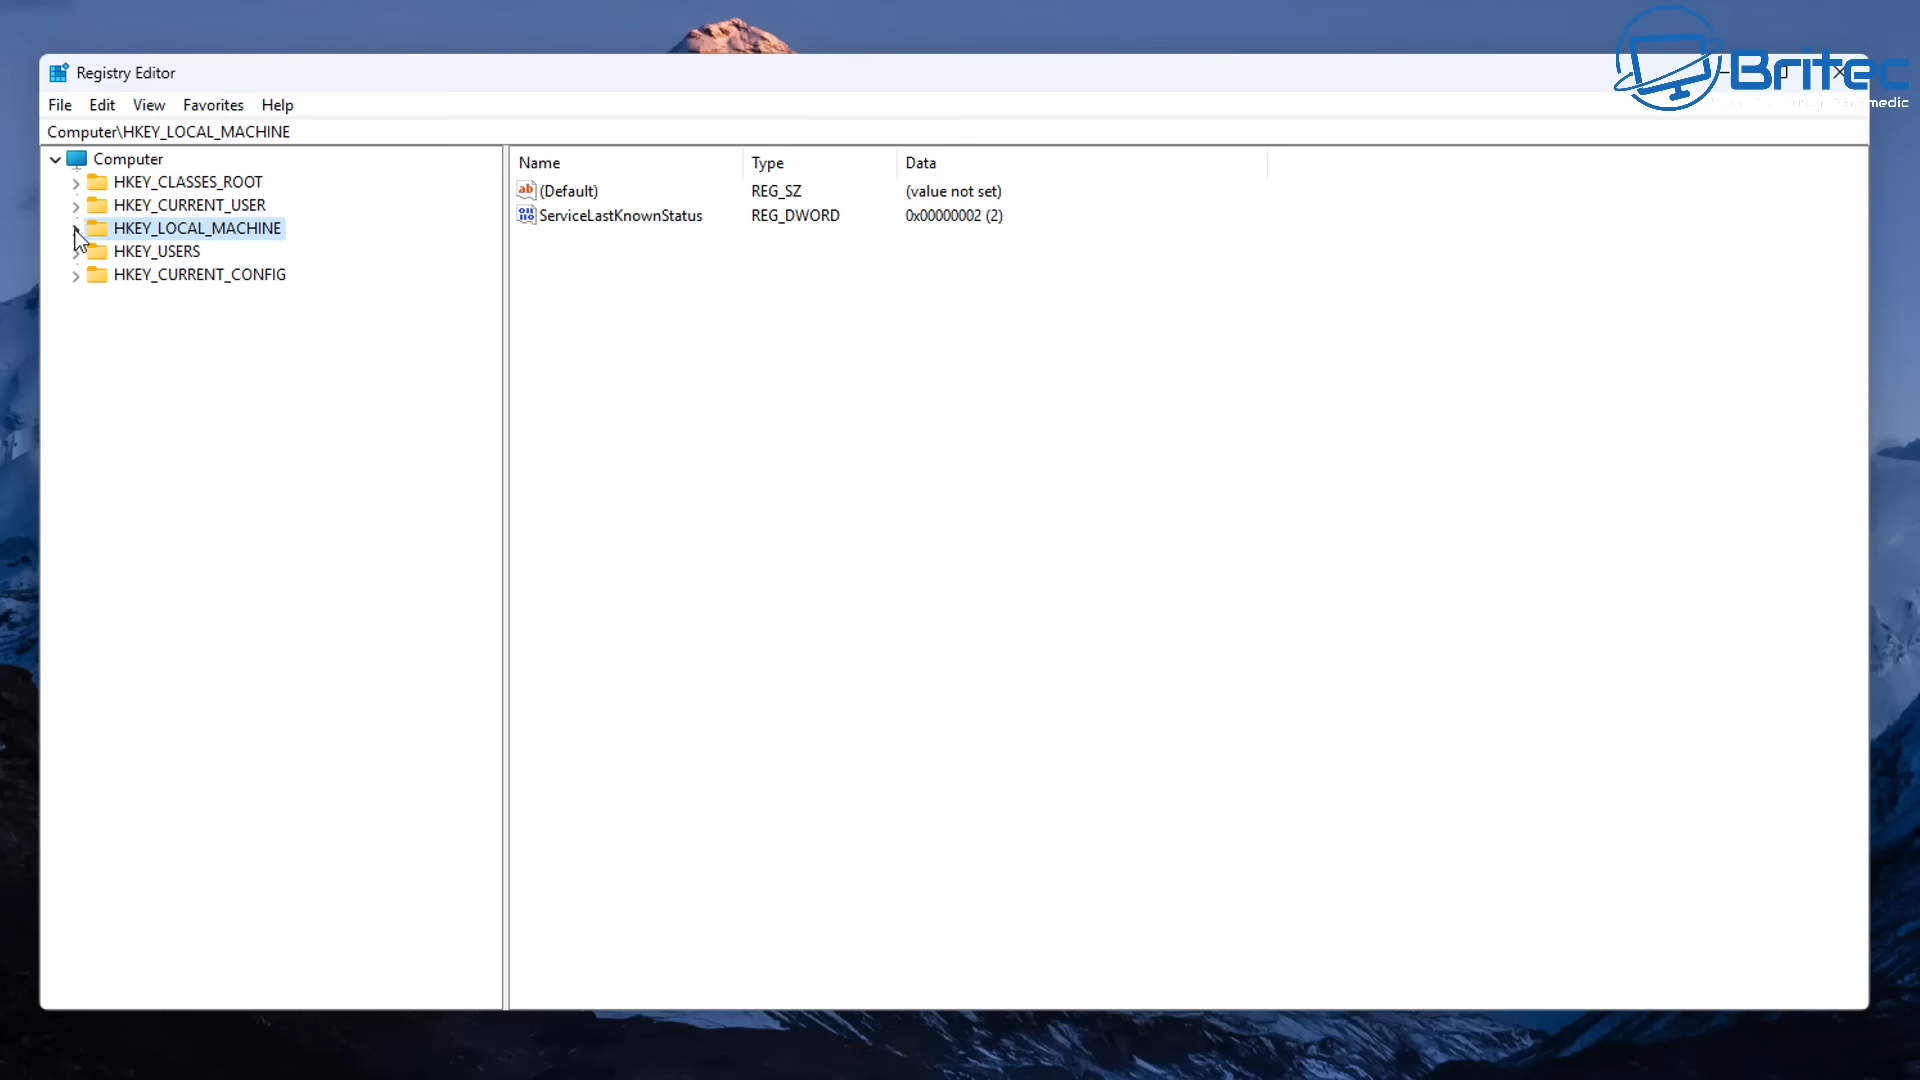 Registry Editor
Britec
File Edit View Favorites Help
Computer\HKEY_LOCAL_MACHINE
Computer
HKEY_CLASSES_ROOT
HKEY_CURRENT_USER
HKEY_LOCAL_MACHINE
HKEY_USERS
HKEY_CURRENT_CONFIG
Name Type Data
(Default) REG_SZ (value not set)
ServiceLastKnownStatus REG_DWORD 0x00000002 (2)